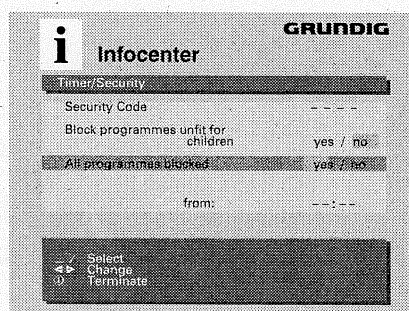 GRUNDIG
i Infocenter
Timer/Security
Security Code - - - -
Block programmes unfit for
children yes / no
All programmes blocked yes / no
from: --:--
Select
Change
Terminate